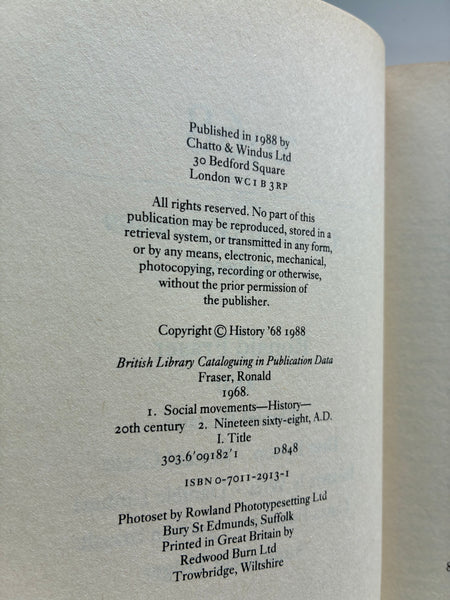 Published in 1988 by
Chatto & Windus Ltd
30 Bedford Square
London WC1B 3RP
All rights reserved. No part of this
publication may be reproduced, stored in a
retrieval system, or transmitted in any form,
or by any means, electronic, mechanical,
photocopying, recording or otherwise,
without the prior permission of
the publisher.
Copyright © History '68 1988
British Library Cataloguing in Publication Data
Fraser, Ronald
1968.
1. Social movements—History—
20th century 2. Nineteen sixty-eight, A.D.
I. Title
303.6'09182'1 D848
ISBN 0-7011-2913-1
Photoset by Rowland Phototypesetting Ltd
Bury St Edmunds, Suffolk
Printed in Great Britain by
Redwood Burn Ltd
Trowbridge, Wiltshire